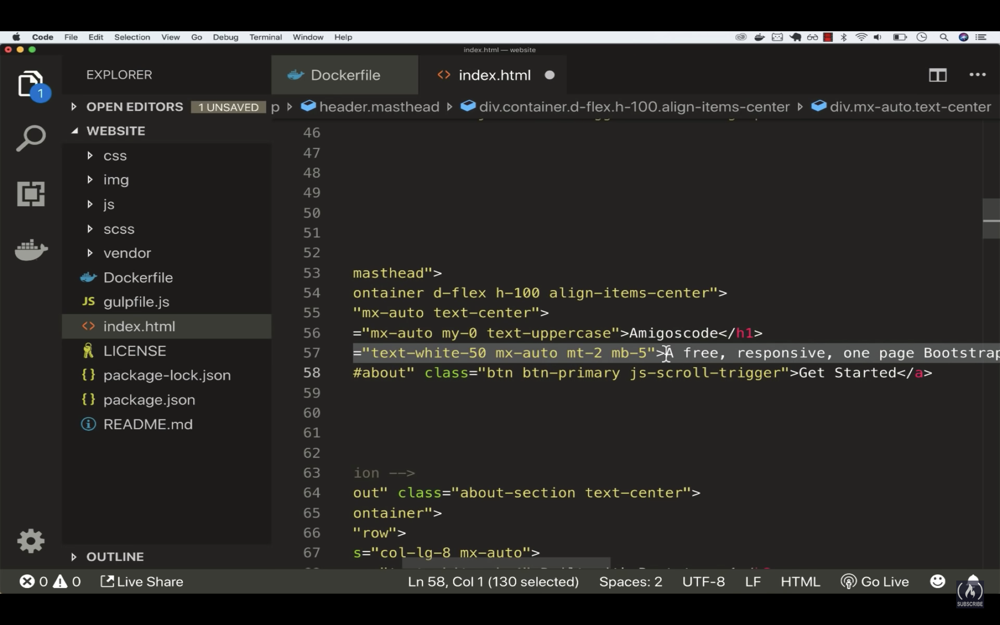 Code File Edit Selection View Go Debug Terminal Window Help
index.html — website
EXPLORER
Dockerfile
index.html
OPEN EDITORS 1 UNSAVED
p header.masthead div.container.d-flex.h-100.align-items-center div.mx-auto.text-center
1
WEBSITE
css
img
js
scss
vendor
Dockerfile
JS gulpfile.js
index.html
LICENSE
{ } package-lock.json
{ } package.json
README.md
OUTLINE
46
47
48
49
50
51
52
53 masthead">
54 ontainer d-flex h-100 align-items-center">
55 "mx-auto text-center">
56 ="mx-auto my-0 text-uppercase">Amigoscode</h1>
57 ="text-white-50 mx-auto mt-2 mb-5">A free, responsive, one page Bootstrap
58 #about" class="btn btn-primary js-scroll-trigger">Get Started</a>
59
60
61
62
63 ion -->
64 out" class="about-section text-center">
65 ontainer">
66 "row">
67 s="col-lg-8 mx-auto">
0 0 Live Share Ln 58, Col 1 (130 selected) Spaces: 2 UTF-8 LF HTML Go Live
SUBSCRIBE